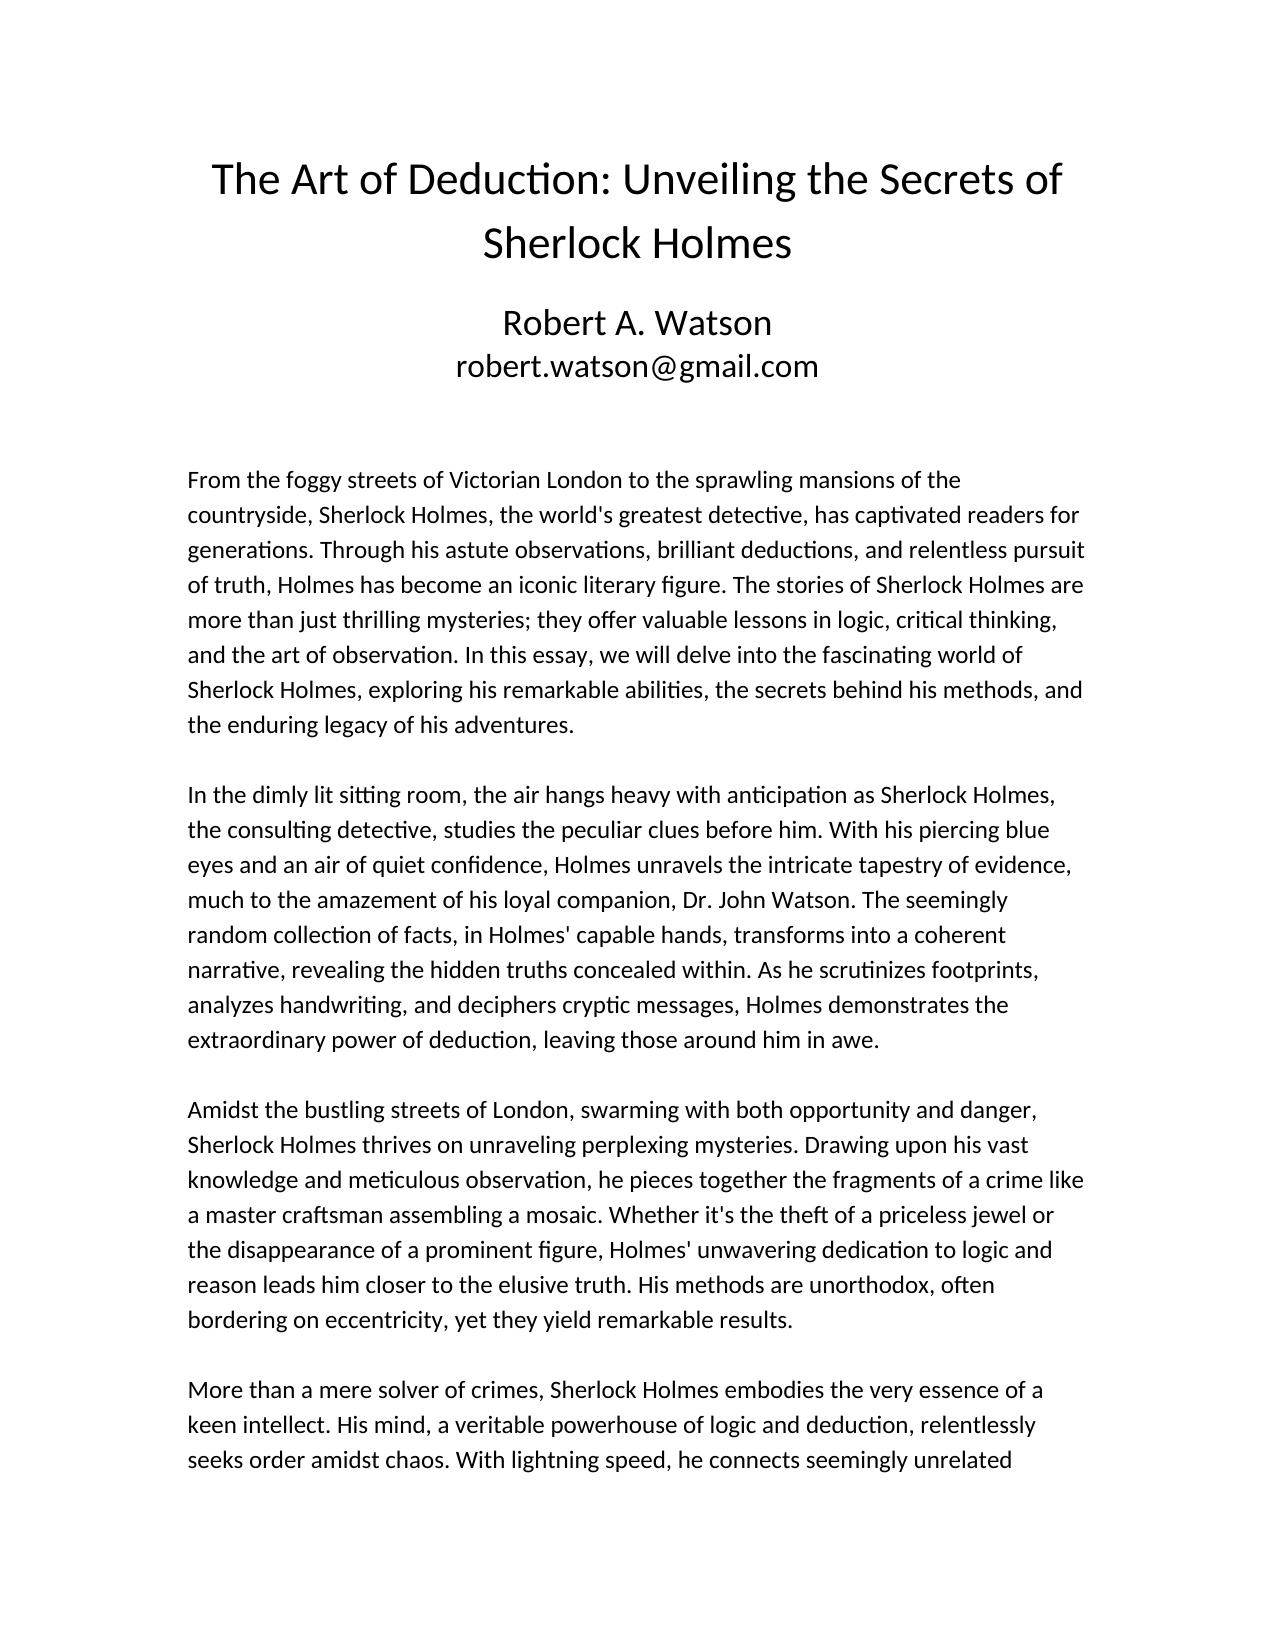 The Art of Deduction: Unveiling the Secrets of
Sherlock Holmes
Robert A. Watson
robert.watson@gmail.com
From the foggy streets of Victorian London to the sprawling mansions of the
countryside, Sherlock Holmes, the world's greatest detective, has captivated readers for
generations. Through his astute observations, brilliant deductions, and relentless pursuit
of truth, Holmes has become an iconic literary figure. The stories of Sherlock Holmes are
more than just thrilling mysteries; they offer valuable lessons in logic, critical thinking,
and the art of observation. In this essay, we will delve into the fascinating world of
Sherlock Holmes, exploring his remarkable abilities, the secrets behind his methods, and
the enduring legacy of his adventures.
In the dimly lit sitting room, the air hangs heavy with anticipation as Sherlock Holmes,
the consulting detective, studies the peculiar clues before him. With his piercing blue
eyes and an air of quiet confidence, Holmes unravels the intricate tapestry of evidence,
much to the amazement of his loyal companion, Dr. John Watson. The seemingly
random collection of facts, in Holmes' capable hands, transforms into a coherent
narrative, revealing the hidden truths concealed within. As he scrutinizes footprints,
analyzes handwriting, and deciphers cryptic messages, Holmes demonstrates the
extraordinary power of deduction, leaving those around him in awe.
Amidst the bustling streets of London, swarming with both opportunity and danger,
Sherlock Holmes thrives on unraveling perplexing mysteries. Drawing upon his vast
knowledge and meticulous observation, he pieces together the fragments of a crime like
a master craftsman assembling a mosaic. Whether it's the theft of a priceless jewel or
the disappearance of a prominent figure, Holmes' unwavering dedication to logic and
reason leads him closer to the elusive truth. His methods are unorthodox, often
bordering on eccentricity, yet they yield remarkable results.
More than a mere solver of crimes, Sherlock Holmes embodies the very essence of a
keen intellect. His mind, a veritable powerhouse of logic and deduction, relentlessly
seeks order amidst chaos. With lightning speed, he connects seemingly unrelated